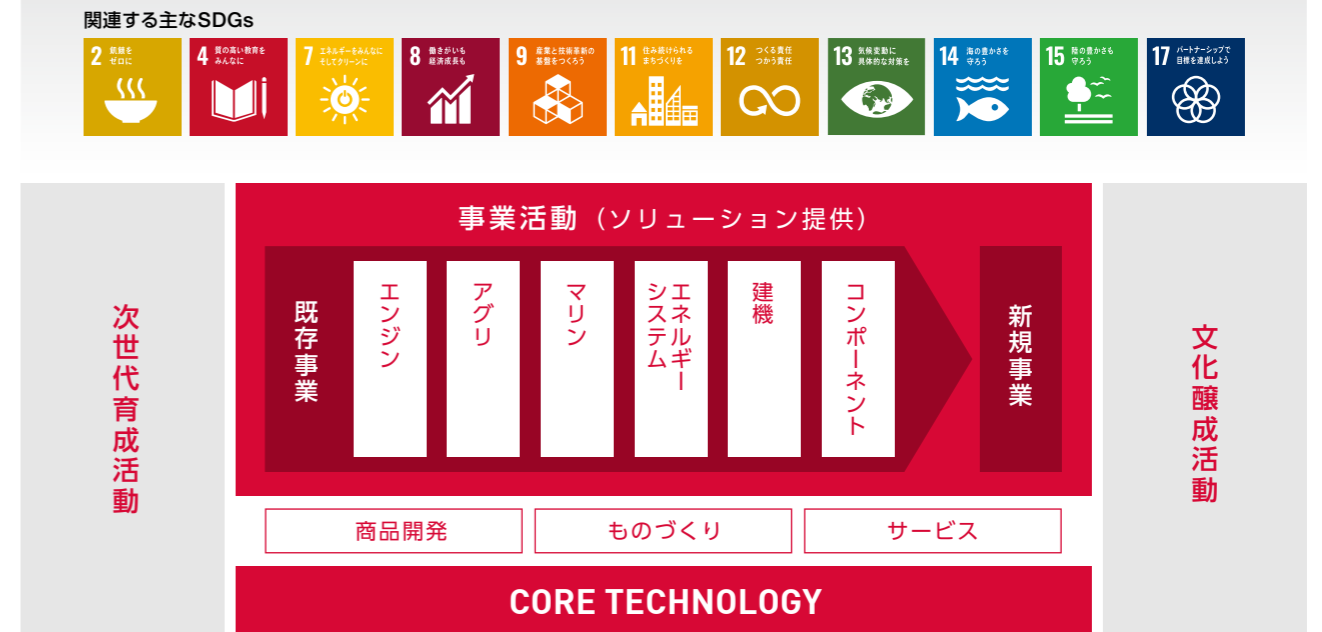 関連する主なSDGs
2 飢餓を
ゼロに
4 質の高い教育を
みんなに
7 エネルギーをみんなに
そしてクリーンに
8 働きがいも
経済成長も
9 産業と技術革新の
基盤をつくろう
11 住み続けられる
まちづくりを
12 つくる責任
つかう責任
13 気候変動に
具体的な対策を
14 海の豊かさを
守ろう
15 陸の豊かさも
守ろう
17 パートナーシップで
目標を達成しよう
次世代育成活動
事業活動（ソリューション提供）
既存事業
エンジン
アグリ
マリン
エネルギー
システム
建機
コンポーネント
新規事業
文化醸成活動
商品開発
ものづくり
サービス
CORE TECHNOLOGY